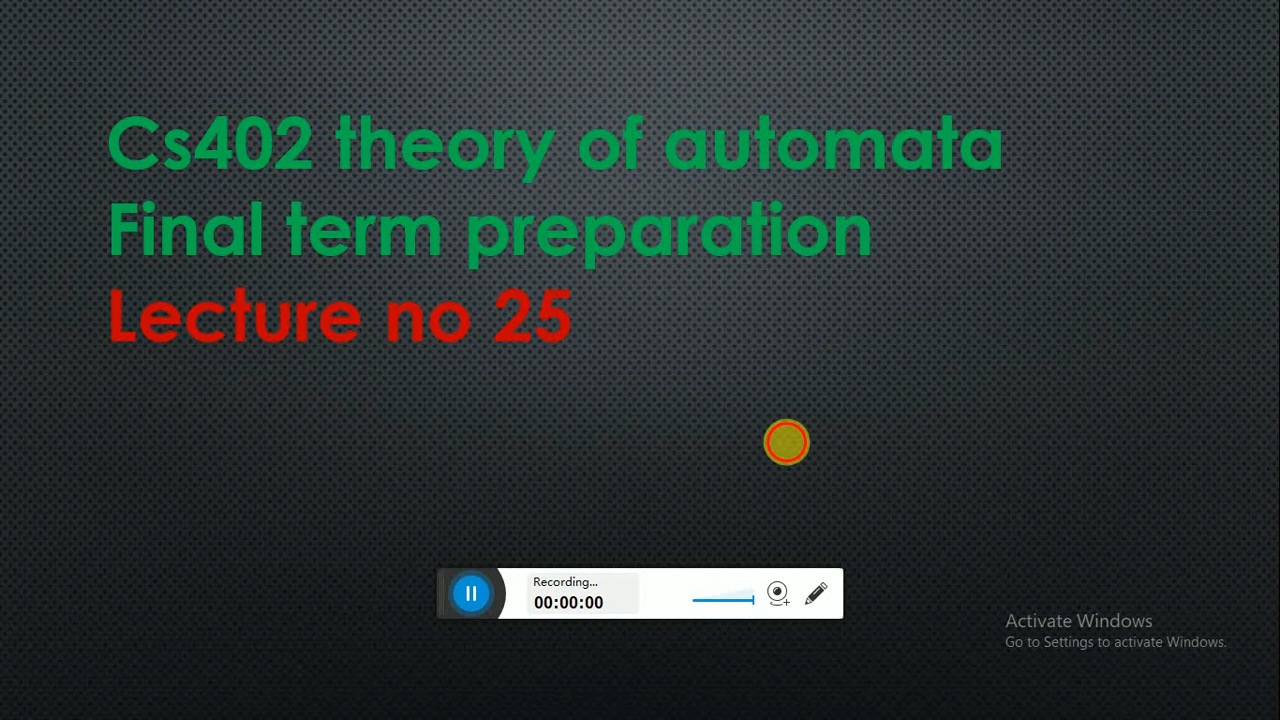 Cs402 theory of automata
Final term preparation
Lecture no 25
Recording...
00:00:00
Activate Windows
Go to Settings to activate Windows.